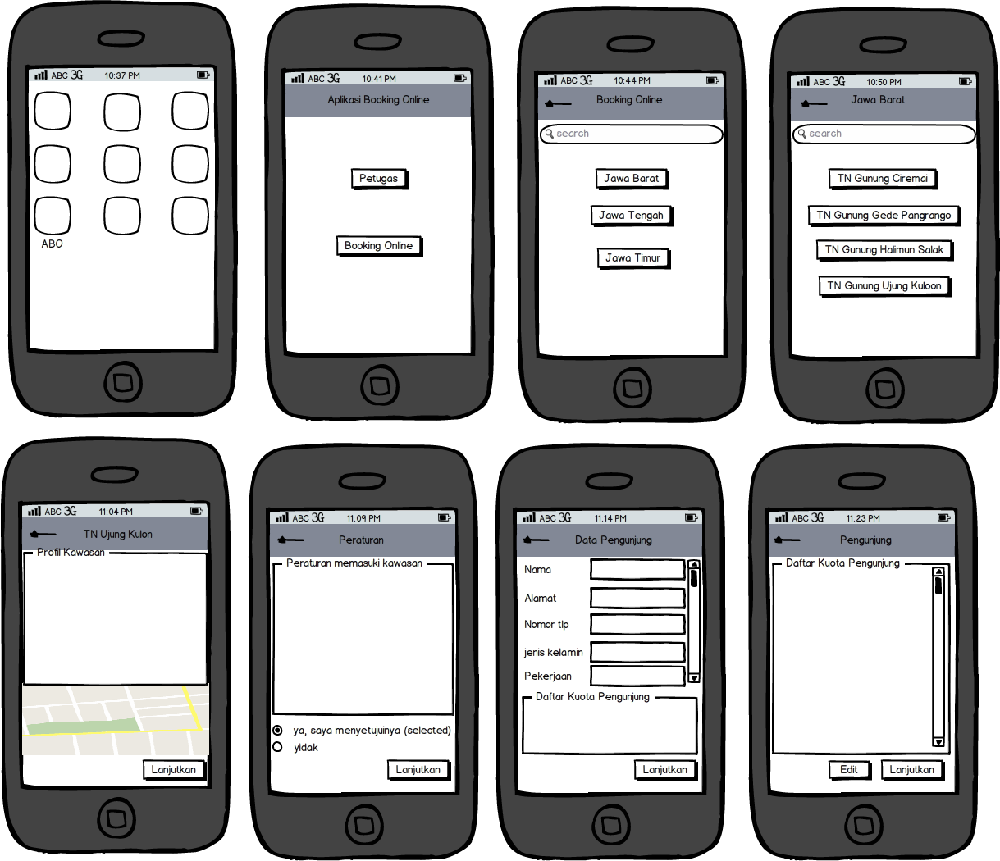 ABC 3G 10:37 PM
ABO
ABC 3G 10:41 PM
Aplikasi Booking Online
Petugas
Booking Online
ABC 3G 10:44 PM
Booking Online
search
Jawa Barat
Jawa Tengah
Jawa Timur
ABC 3G 10:50 PM
Jawa Barat
search
TN Gunung Ciremai
TN Gunung Gede Pangrango
TN Gunung Halimun Salak
TN Gunung Ujung Kuloon
ABC 3G 11:04 PM
TN Ujung Kulon
Profil Kawasan
Lanjutkan
ABC 3G 11:09 PM
Peraturan
Peraturan memasuki kawasan
ya, saya menyetujuinya (selected)
yidak
Lanjutkan
ABC 3G 11:14 PM
Data Pengunjung
Nama
Alamat
Nomor tlp
jenis kelamin
Pekerjaan
Daftar Kuota Pengunjung
Lanjutkan
ABC 3G 11:23 PM
Pengunjung
Daftar Kuota Pengunjung
Edit Lanjutkan